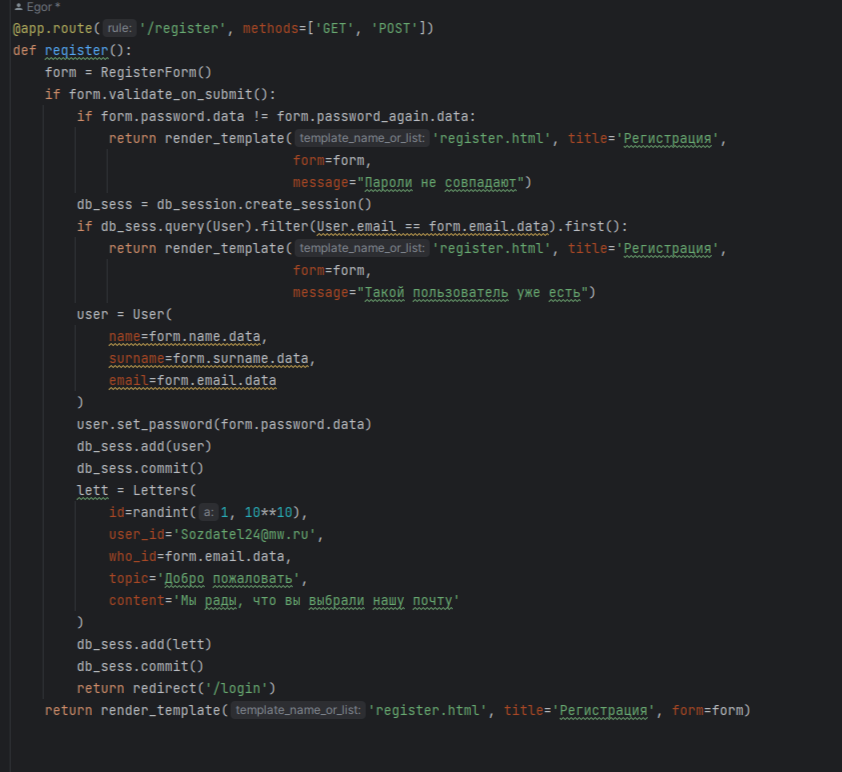 Egor *
@app.route( rule: '/register', methods=['GET', 'POST'])
def register():
    form = RegisterForm()
    if form.validate_on_submit():
        if form.password.data != form.password_again.data:
            return render_template( template_name_or_list: 'register.html', title='Регистрация',
                                   form=form,
                                   message="Пароли не совпадают")
        db_sess = db_session.create_session()
        if db_sess.query(User).filter(User.email == form.email.data).first():
            return render_template( template_name_or_list: 'register.html', title='Регистрация',
                                   form=form,
                                   message="Такой пользователь уже есть")
        user = User(
            name=form.name.data,
            surname=form.surname.data,
            email=form.email.data
        )
        user.set_password(form.password.data)
        db_sess.add(user)
        db_sess.commit()
        lett = Letters(
            id=randint( a: 1, 10**10),
            user_id='Sozdatel24@mw.ru',
            who_id=form.email.data,
            topic='Добро пожаловать',
            content='Мы рады, что вы выбрали нашу почту'
        )
        db_sess.add(lett)
        db_sess.commit()
        return redirect('/login')
    return render_template( template_name_or_list: 'register.html', title='Регистрация', form=form)